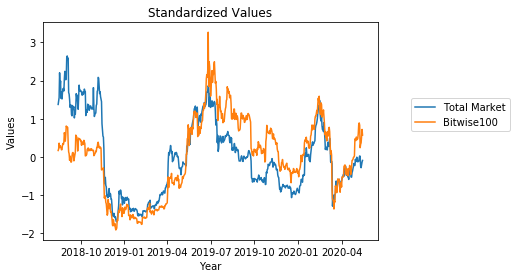 Standardized Values
Values
3
2
1
0
−1
−2
2018-10 2019-01 2019-04 2019-07 2019-10 2020-01 2020-04
Year
Total Market
Bitwise100